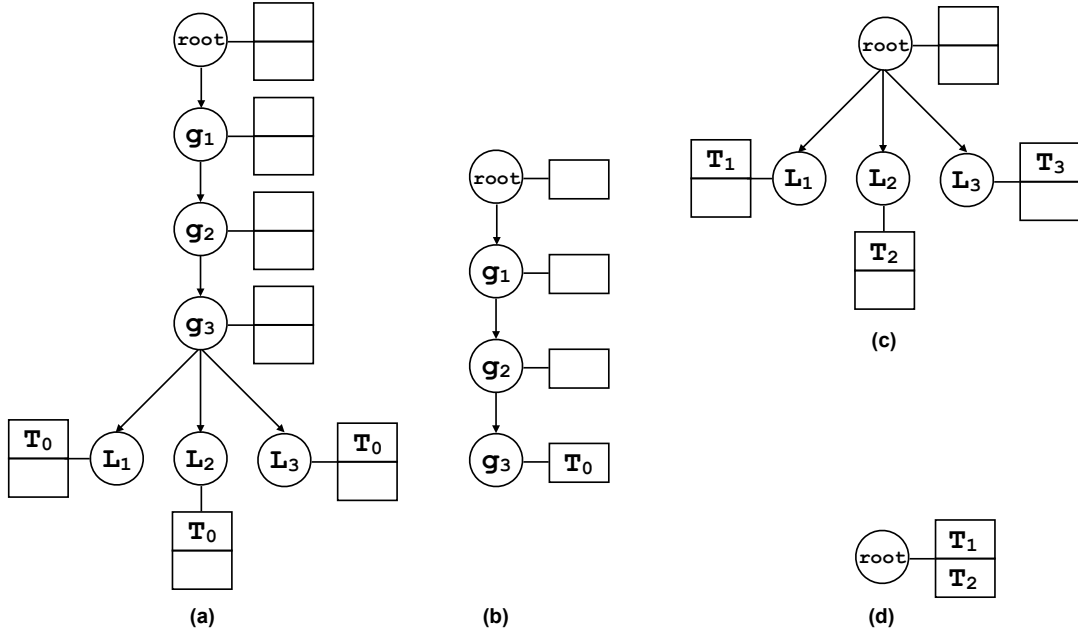 root
g₁
g₂
g₃
T₀ L₁ L₂ L₃ T₀
T₀
(a)
root
g₁
g₂
g₃ T₀
(b)
root
T₁ L₁ L₂ L₃ T₃
T₂
(c)
root T₁
T₂
(d)